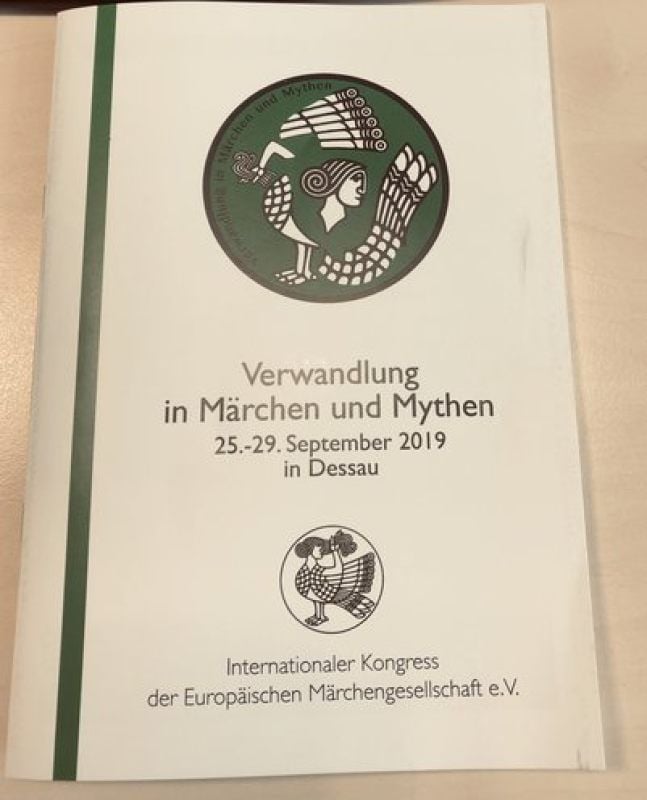 Verwandlung in Märchen und Mythen
Verwandlung
in Märchen und Mythen
25.-29. September 2019
in Dessau
Internationaler Kongress
der Europäischen Märchengesellschaft e.V.